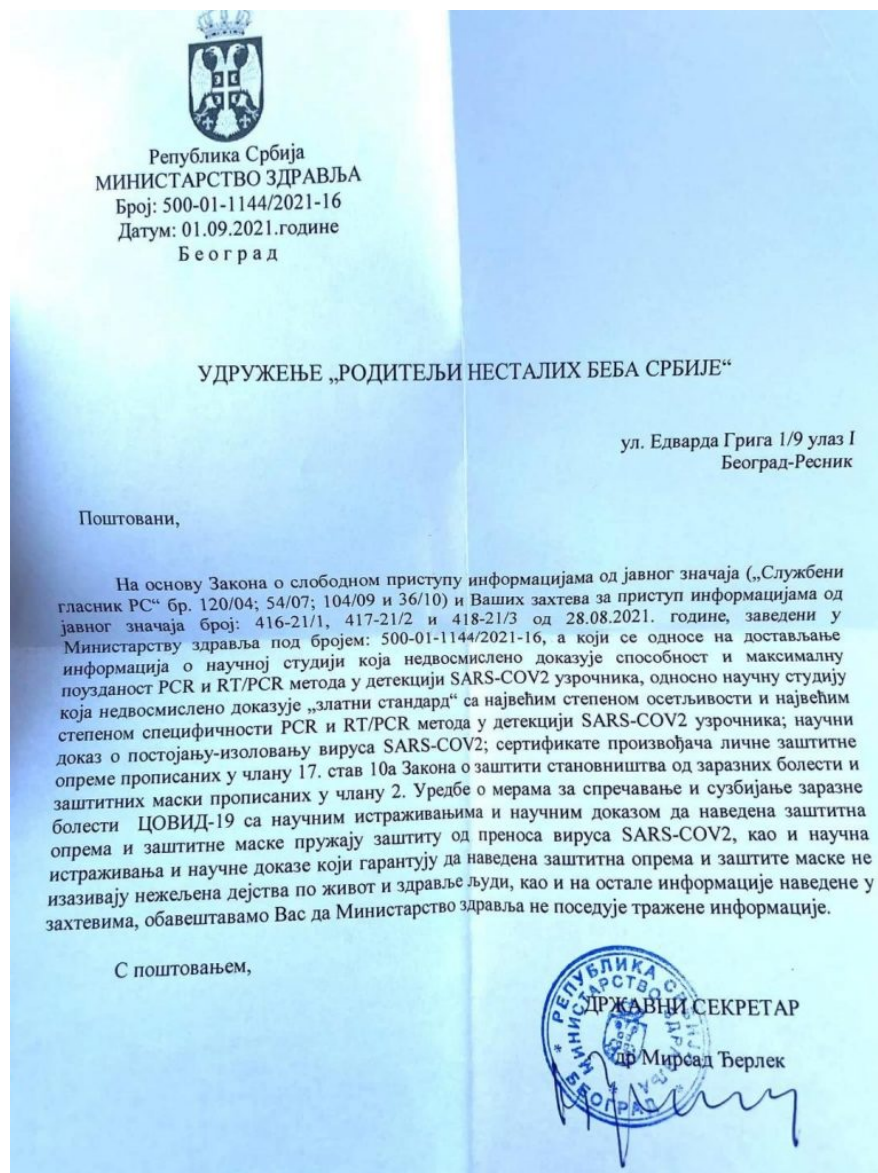 Република Србија
МИНИСТАРСТВО ЗДРАВЉА
Број: 500-01-1144/2021-16
Датум: 01.09.2021.године
Београд
УДРУЖЕЊЕ „РОДИТЕЉИ НЕСТАЛИХ БЕБА СРБИЈЕ“
ул. Едварда Грига 1/9 улаз I
Београд-Ресник
Поштовани,
На основу Закона о слободном приступу информацијама од јавног значаја („Службени
гласник РС“ бр. 120/04; 54/07; 104/09 и 36/10) и Ваших захтева за приступ информацијама од
јавног значаја број: 416-21/1, 417-21/2 и 418-21/3 од 28.08.2021. године, заведени у
Министарству здравља под бројем: 500-01-1144/2021-16, а који се односе на достављање
информација о научној студији која недвосмислено доказује способност и максималну
поузданост PCR и RT/PCR метода у детекцији SARS-COV2 узрочника, односно научну студију
која недвосмислено доказује „златни стандард“ са највећим степеном осетљивости и највећим
степеном специфичности PCR и RT/PCR метода у детекцији SARS-COV2 узрочника; научни
доказ о постојању-изоловању вируса SARS-COV2; сертификате произвођача личне заштитне
опреме прописаних у члану 17. став 10а Закона о заштити становништва од заразних болести и
заштитних маски прописаних у члану 2. Уредбе о мерама за спречавање и сузбијање заразне
болести ЦОВИД-19 са научним истраживањима и научним доказом да наведена заштитна
опрема и заштитне маске пружају заштиту од преноса вируса SARS-COV2, као и научна
истраживања и научне доказе који гарантују да наведена заштитна опрема и заштите маске не
изазивају нежељена дејства по живот и здравље људи, као и на остале информације наведене у
захтевима, обавештавамо Вас да Министарство здравља не поседује тражене информације.
С поштовањем,
ДРЖАВНИ СЕКРЕТАР
др Мирсад Ђерлек
РЕПУБЛИКА СРБИЈА
МИНИСТАРСТВО ЗДРАВЉА
БЕОГРАД